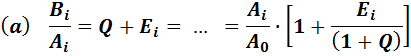 (a) B_i/A_i = Q + E_i = … = A_i/A_0 · [1 + E_i/(1 + Q)]